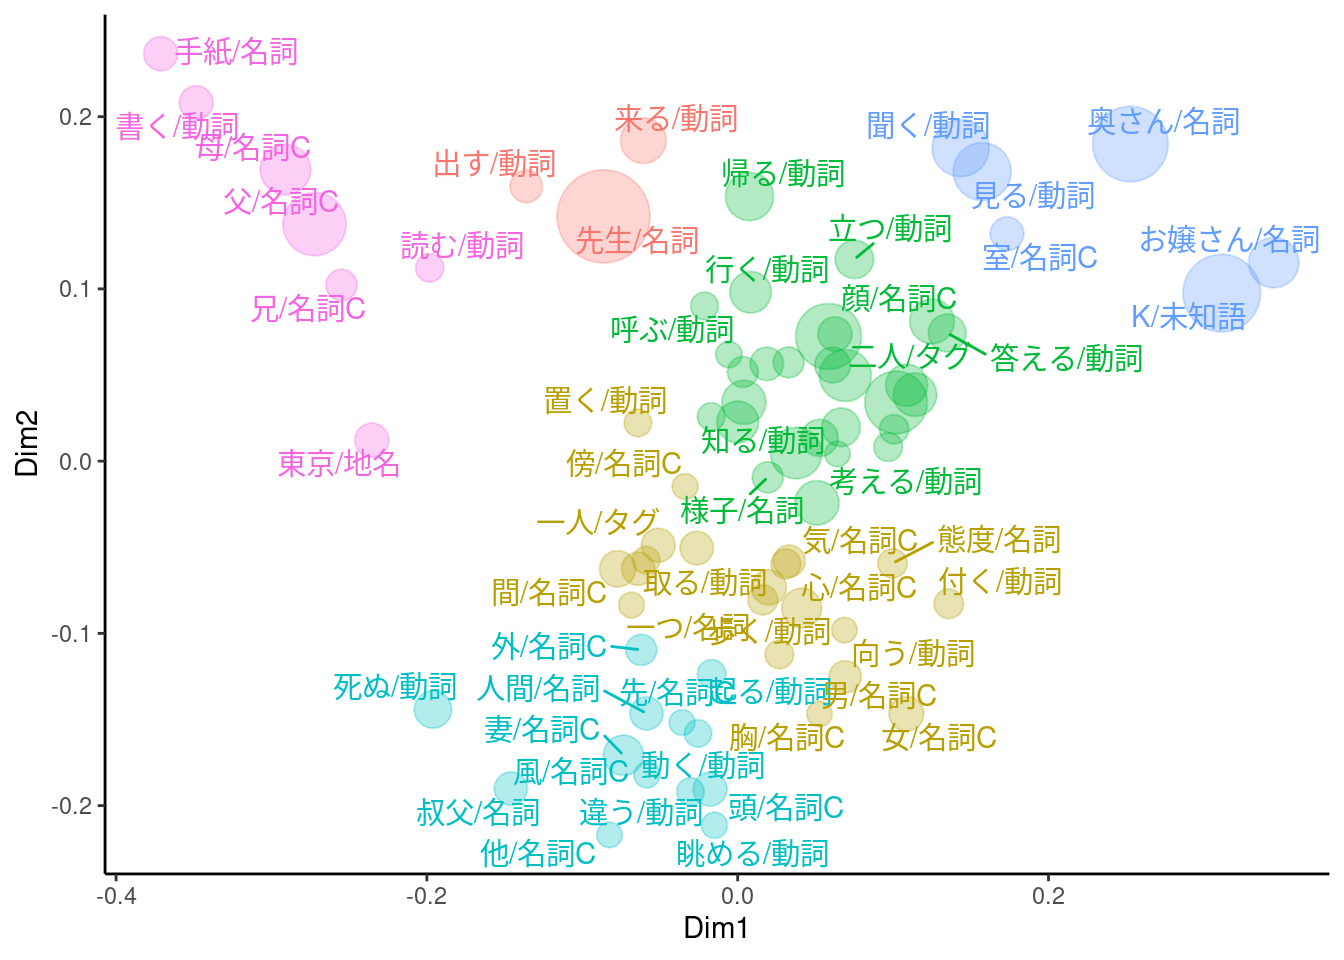 手紙/名詞
書く/動詞
母/名詞C
父/名詞C
兄/名詞C
読む/動詞
東京/地名
来る/動詞
出す/動詞
先生/名詞
帰る/動詞
立つ/動詞
行く/動詞
呼ぶ/動詞
顔/名詞C
二人/タグ
答える/動詞
知る/動詞
考える/動詞
様子/名詞
聞く/動詞
奥さん/名詞
見る/動詞
室/名詞C
お嬢さん/名詞
K/未知語
置く/動詞
傍/名詞C
一人/タグ
間/名詞C
取る/動詞
気/名詞C
態度/名詞
心/名詞C
付く/動詞
一つ/名詞
歩く/動詞
向う/動詞
男/名詞C
胸/名詞C
女/名詞C
外/名詞C
死ぬ/動詞
人間/名詞
先/名詞C
起る/動詞
妻/名詞C
風/名詞C
動く/動詞
叔父/名詞
違う/動詞
頭/名詞C
他/名詞C
眺める/動詞
0.2
0.1
0.0
-0.1
-0.2
Dim2
-0.4
-0.2
0.0
0.2
Dim1